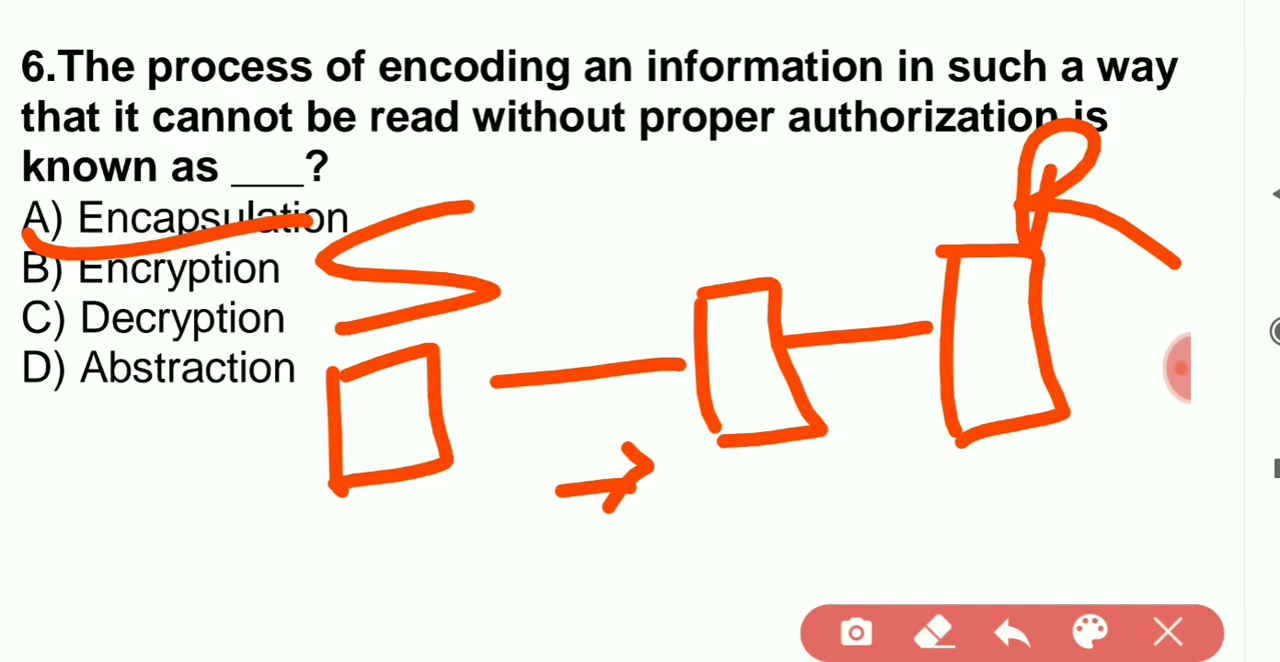 6.The process of encoding an information in such a way
that it cannot be read without proper authorization is
known as ___?
A) Encapsulation
B) Encryption
C) Decryption
D) Abstraction
S
R